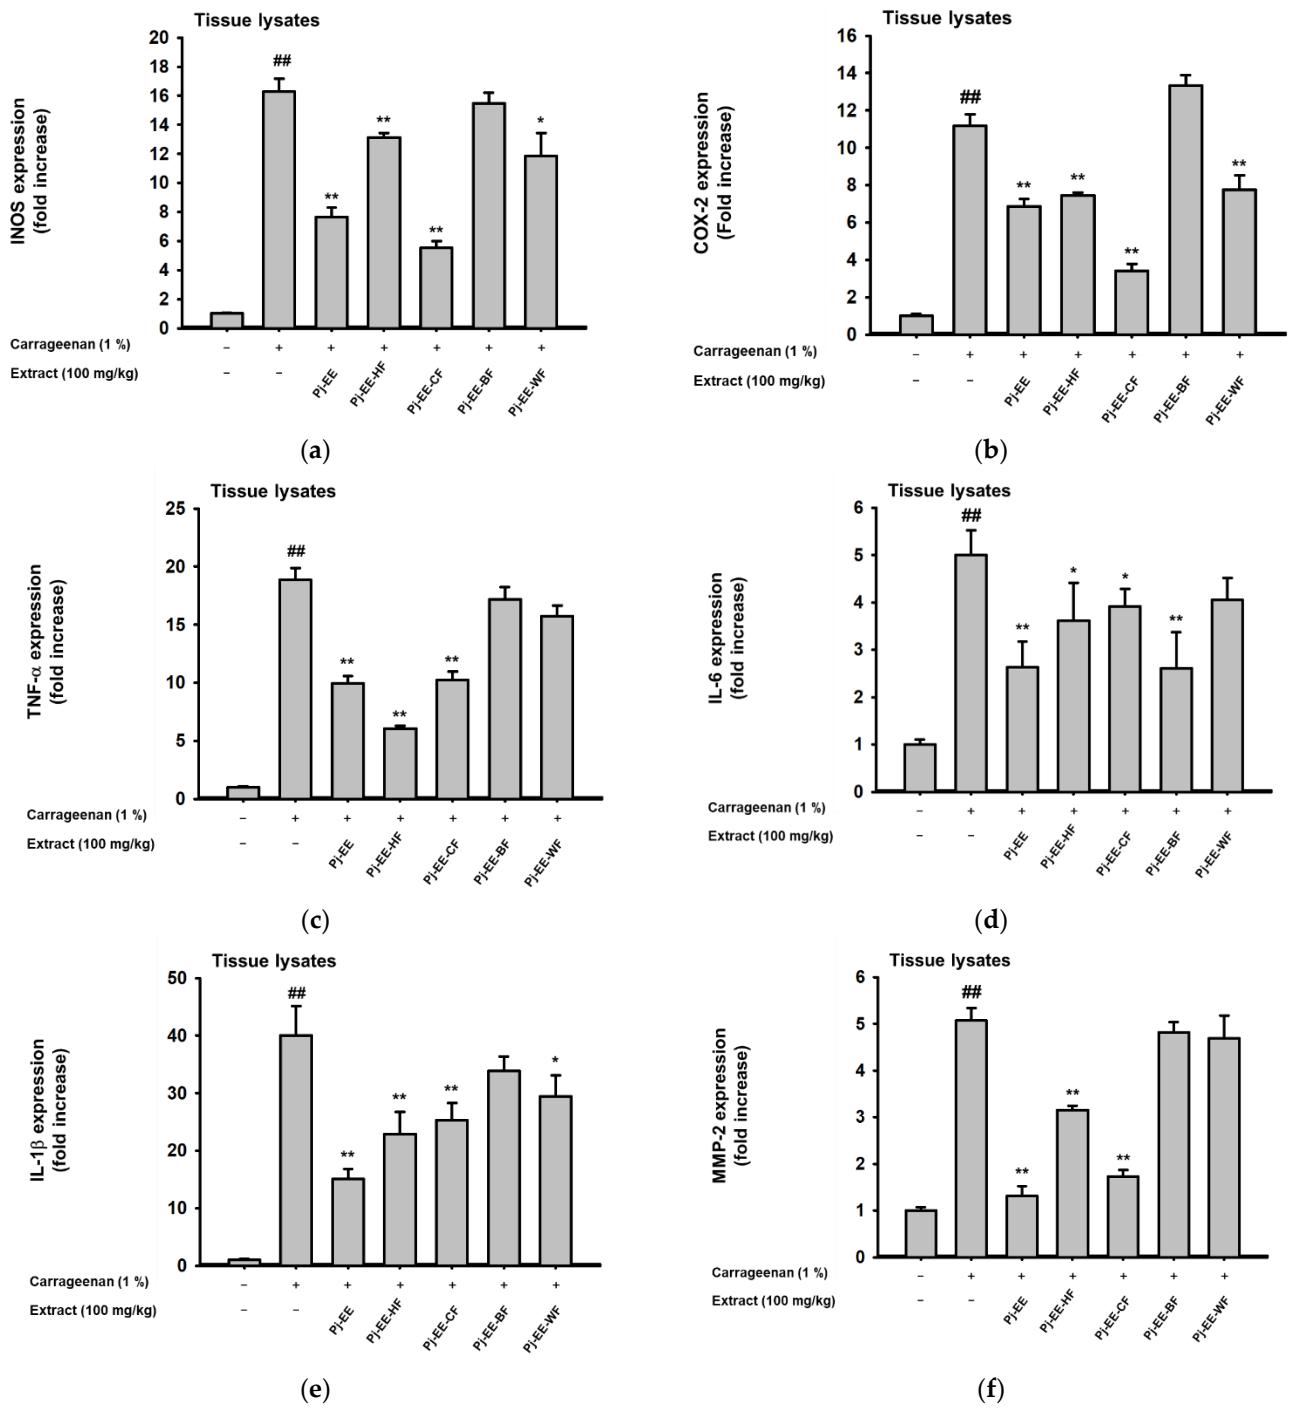 Tissue lysates
INOS expression
(fold increase)
20
18
16
14
12
10
8
6
4
2
0
##
**
**
**
*
Carrageenan (1 %)
– + + + + + +
Extract (100 mg/kg)
– – Pj-EE Pj-EE-HF Pj-EE-CF Pj-EE-BF Pj-EE-WF
(a)
Tissue lysates
COX-2 expression
(Fold increase)
16
14
12
10
8
6
4
2
0
##
**
**
**
**
Carrageenan (1 %)
– + + + + + +
Extract (100 mg/kg)
– – Pj-EE Pj-EE-HF Pj-EE-CF Pj-EE-BF Pj-EE-WF
(b)
Tissue lysates
TNF-α expression
(fold increase)
25
20
15
10
5
0
##
**
**
**
Carrageenan (1 %)
– + + + + + +
Extract (100 mg/kg)
– – Pj-EE Pj-EE-HF Pj-EE-CF Pj-EE-BF Pj-EE-WF
(c)
Tissue lysates
IL-6 expression
(fold increase)
6
5
4
3
2
1
0
##
**
*
*
**
Carrageenan (1 %)
– + + + + + +
Extract (100 mg/kg)
– – Pj-EE Pj-EE-HF Pj-EE-CF Pj-EE-BF Pj-EE-WF
(d)
Tissue lysates
IL-1β expression
(fold increase)
50
40
30
20
10
0
##
**
**
**
*
Carrageenan (1 %)
– + + + + + +
Extract (100 mg/kg)
– – Pj-EE Pj-EE-HF Pj-EE-CF Pj-EE-BF Pj-EE-WF
(e)
Tissue lysates
MMP-2 expression
(fold increase)
6
5
4
3
2
1
0
##
**
**
**
Carrageenan (1 %)
– + + + + + +
Extract (100 mg/kg)
– – Pj-EE Pj-EE-HF Pj-EE-CF Pj-EE-BF Pj-EE-WF
(f)